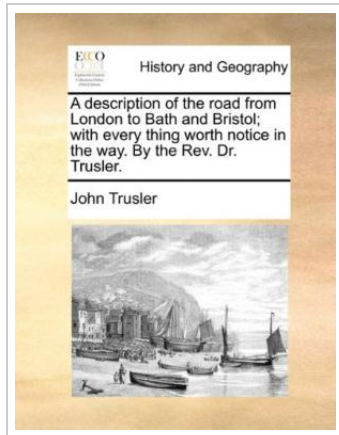 ECCO
History and Geography
A description of the road from
London to Bath and Bristol;
with every thing worth notice in
the way. By the Rev. Dr.
Trusler.
John Trusler